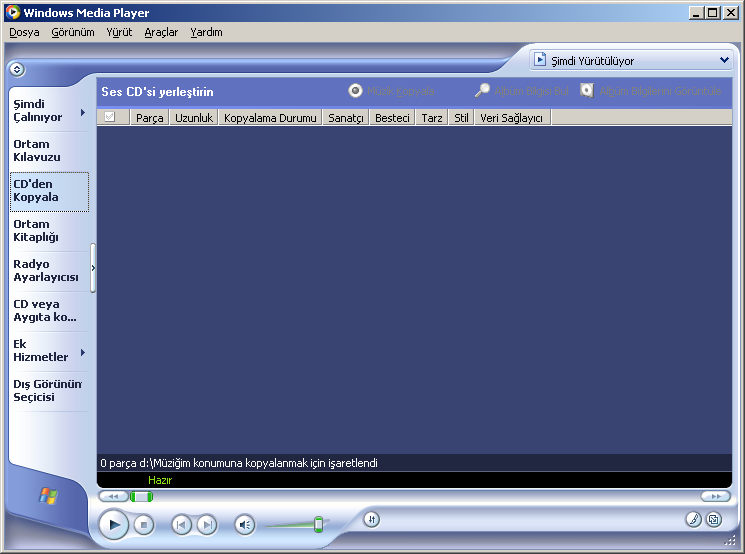 Windows Media Player
Dosya Görünüm Yürüt Araçlar Yardım
Şimdi Yürütülüyor
Şimdi
Çalınıyor
Ortam
Kılavuzu
CD'den
Kopyala
Ortam
Kitaplığı
Radyo
Ayarlayıcısı
CD veya
Aygıta ko...
Ek
Hizmetler
Dış Görünüm
Seçicisi
Ses CD'si yerleştirin
Müzik Kopyala
Albüm Bilgisi Bul
Albüm Bilgilerini Görüntüle
Parça Uzunluk Kopyalama Durumu Sanatçı Besteci Tarz Stil Veri Sağlayıcı
0 parça d:\Müziğim konumuna kopyalanmak için işaretlendi
Hazır